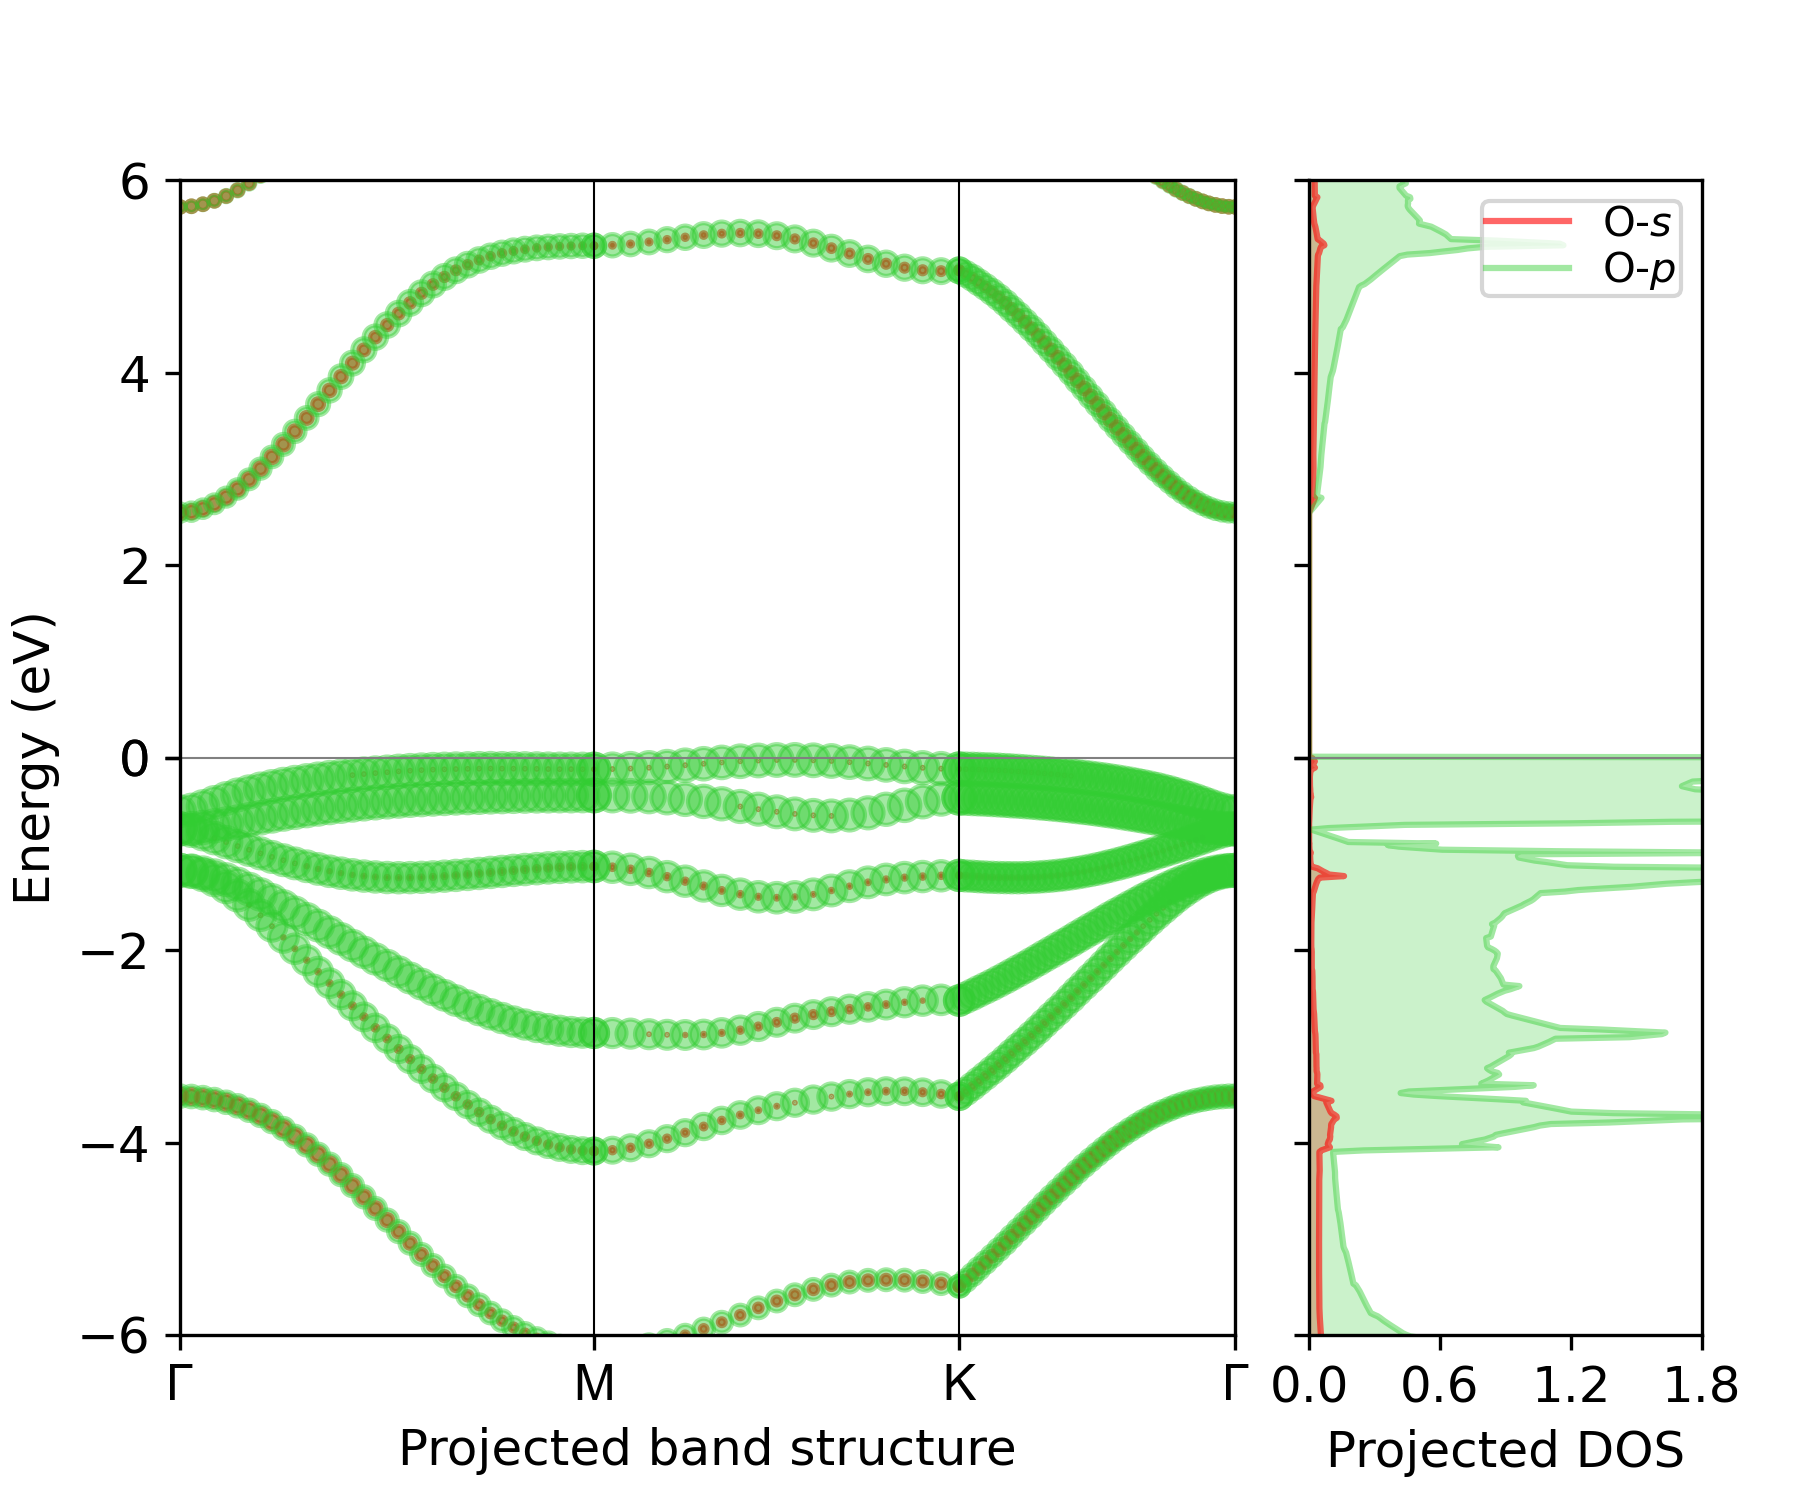 Energy (eV)
6
4
2
0
−2
−4
−6
Γ M K Γ
Projected band structure
O-s
O-p
0.0 0.6 1.2 1.8
Projected DOS